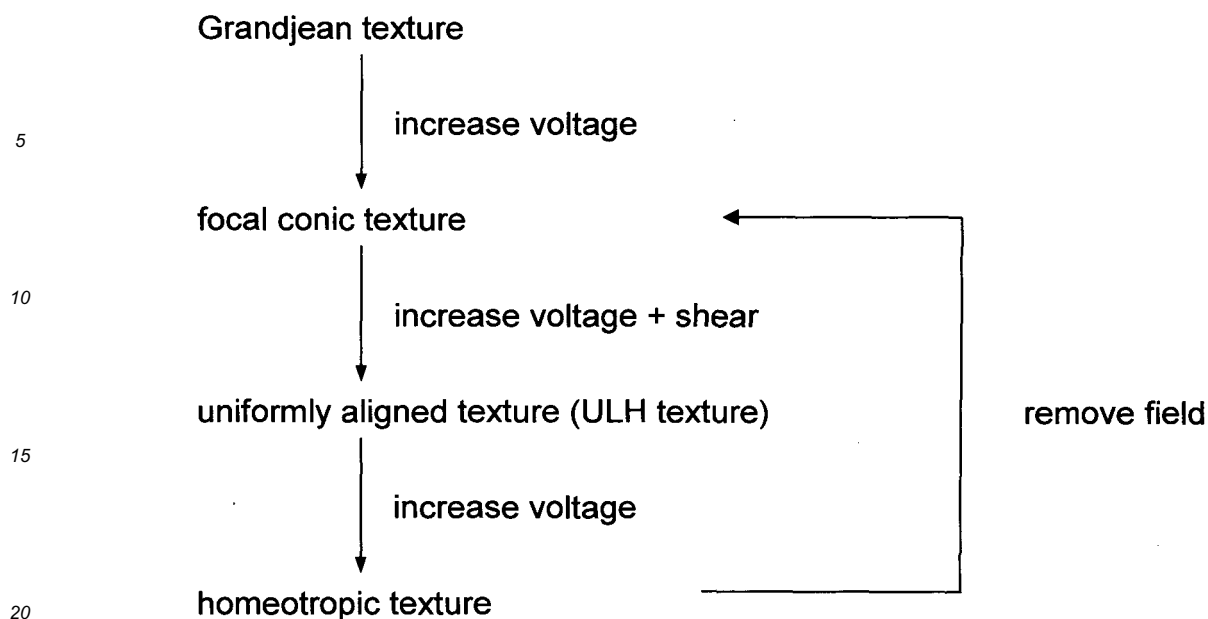 Grandjean texture
5 increase voltage
focal conic texture
10 increase voltage + shear
uniformly aligned texture (ULH texture) remove field
15 increase voltage
20 homeotropic texture